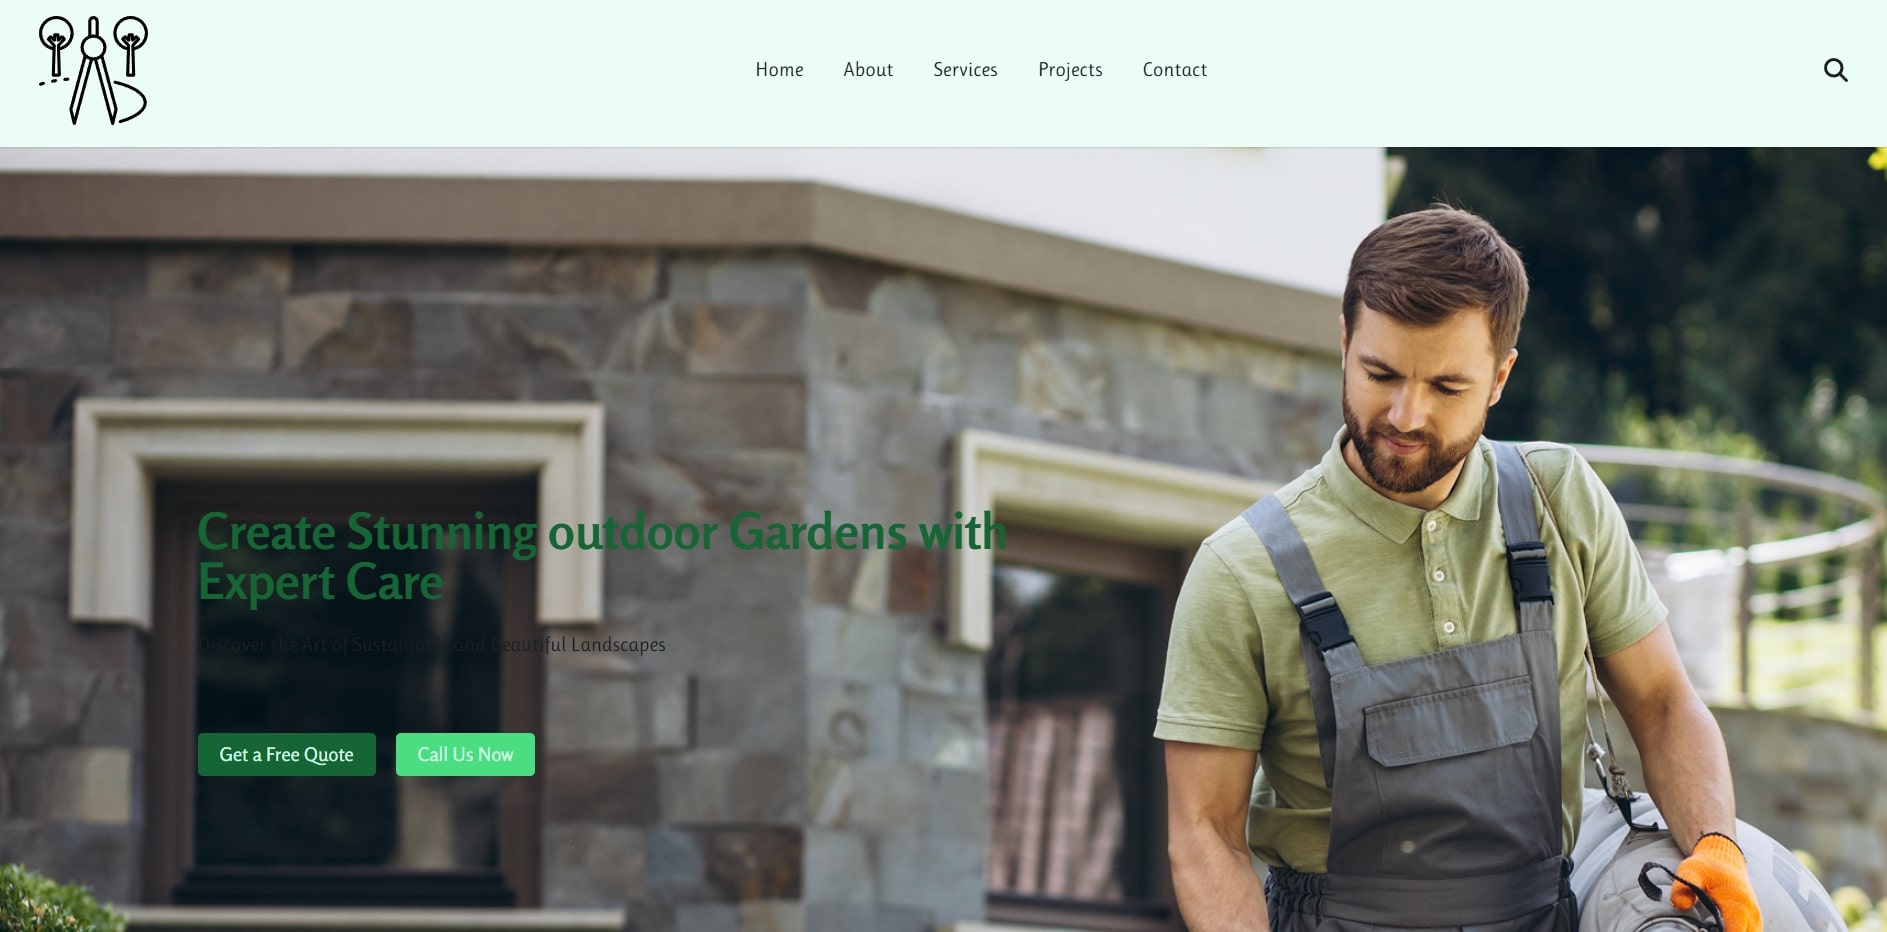 Home About Services Projects Contact
Create Stunning outdoor Gardens with
Expert Care
Discover the Art of Sustainable and Beautiful Landscapes
Get a Free Quote Call Us Now